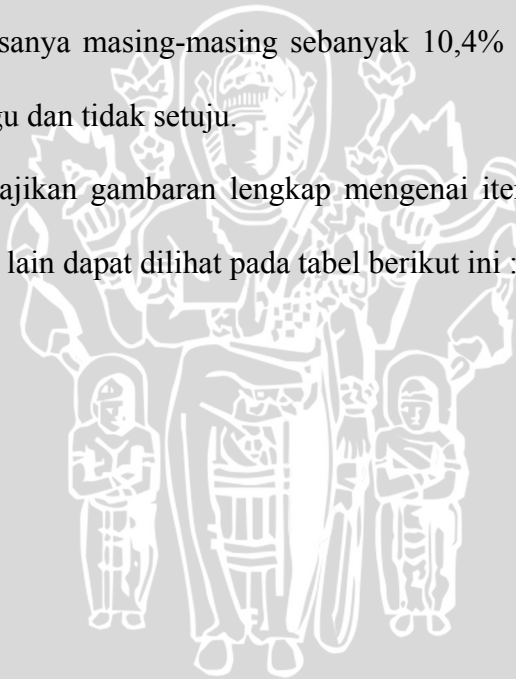 sanya masing-masing sebanyak 10,4%
gu dan tidak setuju.
ajikan gambaran lengkap mengenai ite
lain dapat dilihat pada tabel berikut ini :